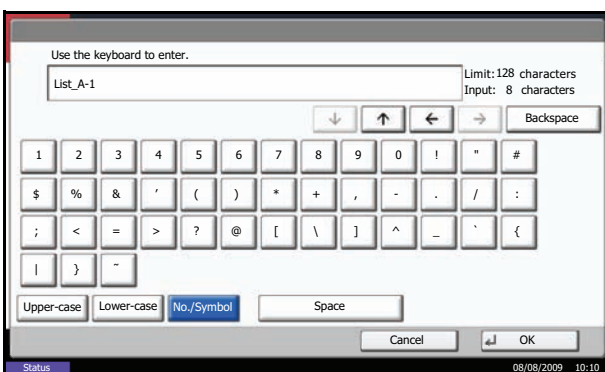 Use the keyboard to enter.
List_A-1
Limit: 128 characters
Input: 8 characters
Backspace
1 2 3 4 5 6 7 8 9 0 ! " #
$ % & ' ( ) * + , - . / :
; < = > ? @ [ \ ] ^ _ ` {
| } ~
Upper-case Lower-case No./Symbol Space
Cancel OK
Status 08/08/2009 10:10